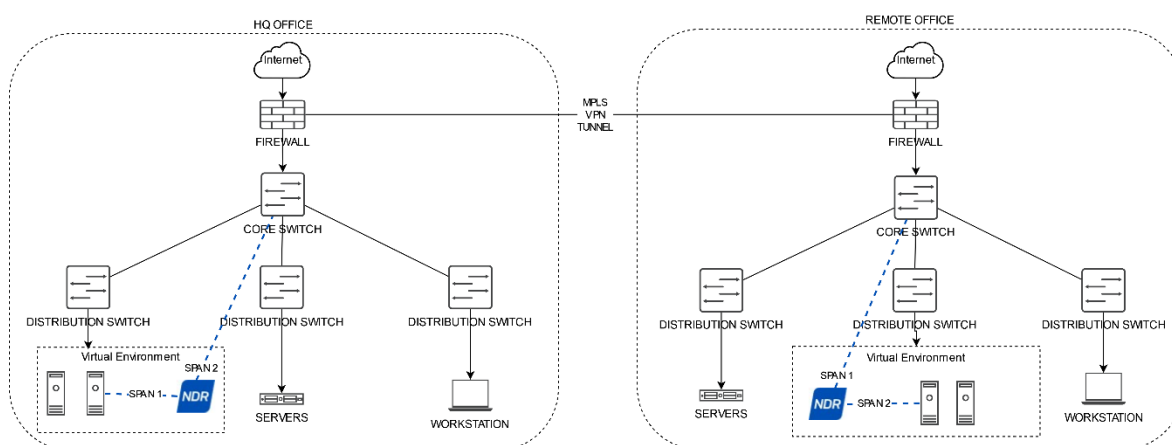 HQ OFFICE
REMOTE OFFICE
Internet
Internet
MPLS
VPN
TUNNEL
FIREWALL
FIREWALL
CORE SWITCH
CORE SWITCH
DISTRIBUTION SWITCH
DISTRIBUTION SWITCH
DISTRIBUTION SWITCH
DISTRIBUTION SWITCH
DISTRIBUTION SWITCH
DISTRIBUTION SWITCH
Virtual Environment
SPAN 2
SPAN 1
NDR
SERVERS
WORKSTATION
Virtual Environment
SPAN 1
NDR
SPAN 2
SERVERS
WORKSTATION